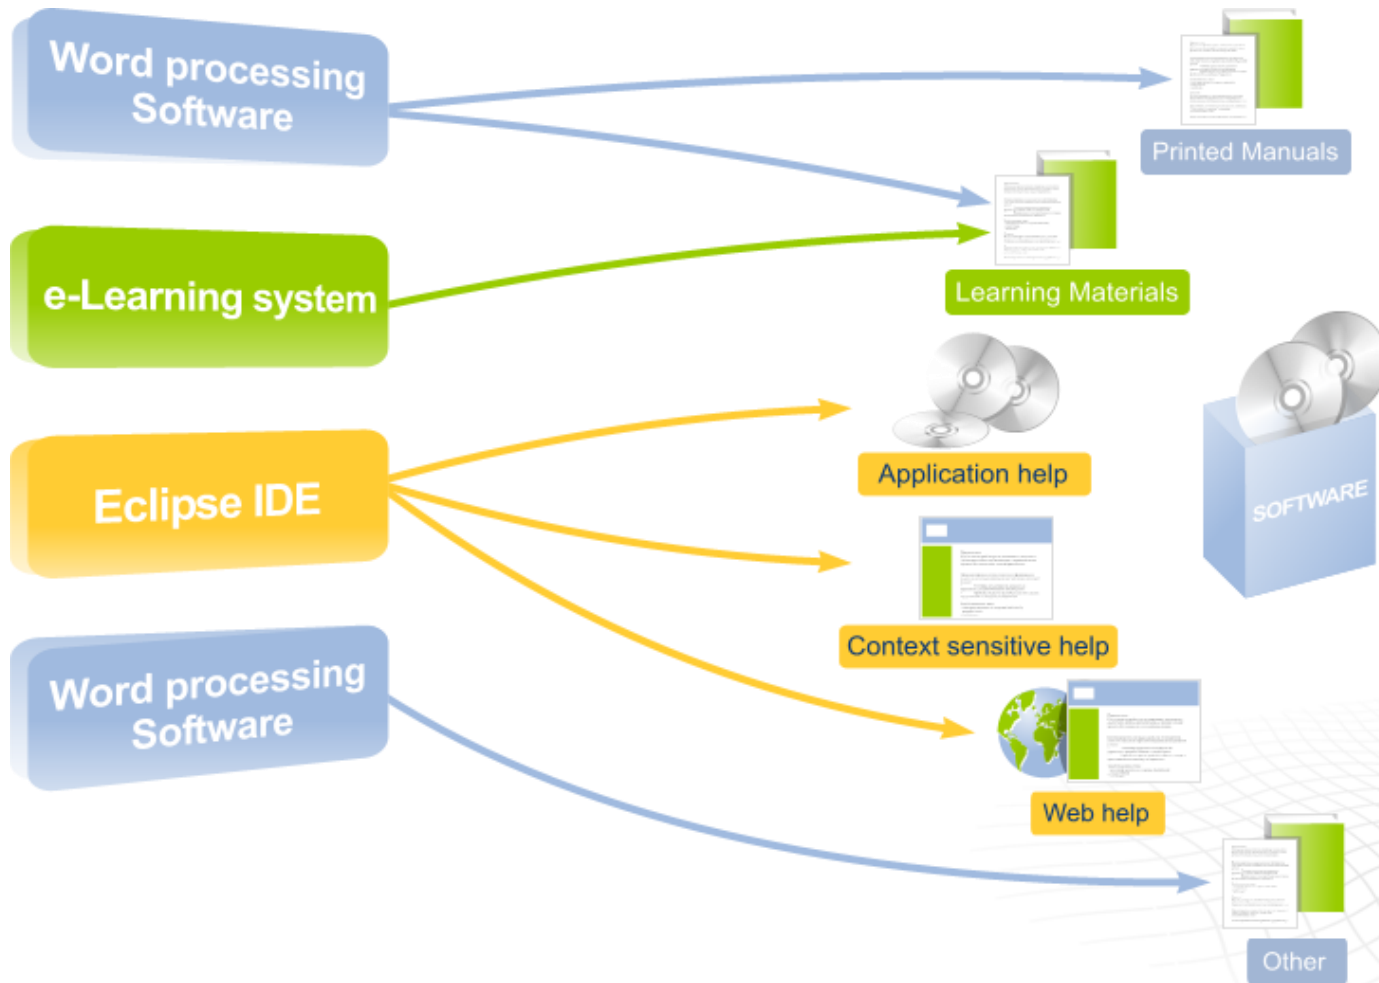 Word processing
Software
Printed Manuals
e-Learning system
Learning Materials
Eclipse IDE
Application help
SOFTWARE
Context sensitive help
Word processing
Software
Web help
Other